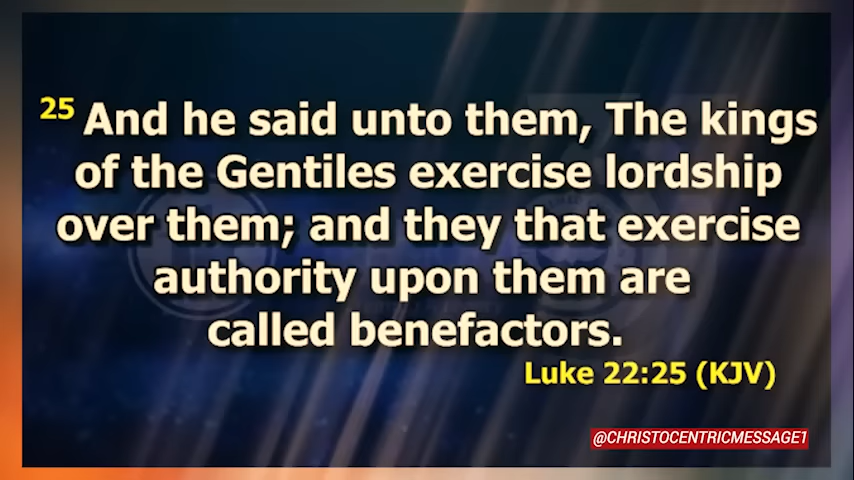 25 And he said unto them, The kings
of the Gentiles exercise lordship
over them; and they that exercise
authority upon them are
called benefactors.
Luke 22:25 (KJV)
@CHRISTOCENTRICMESSAGE1